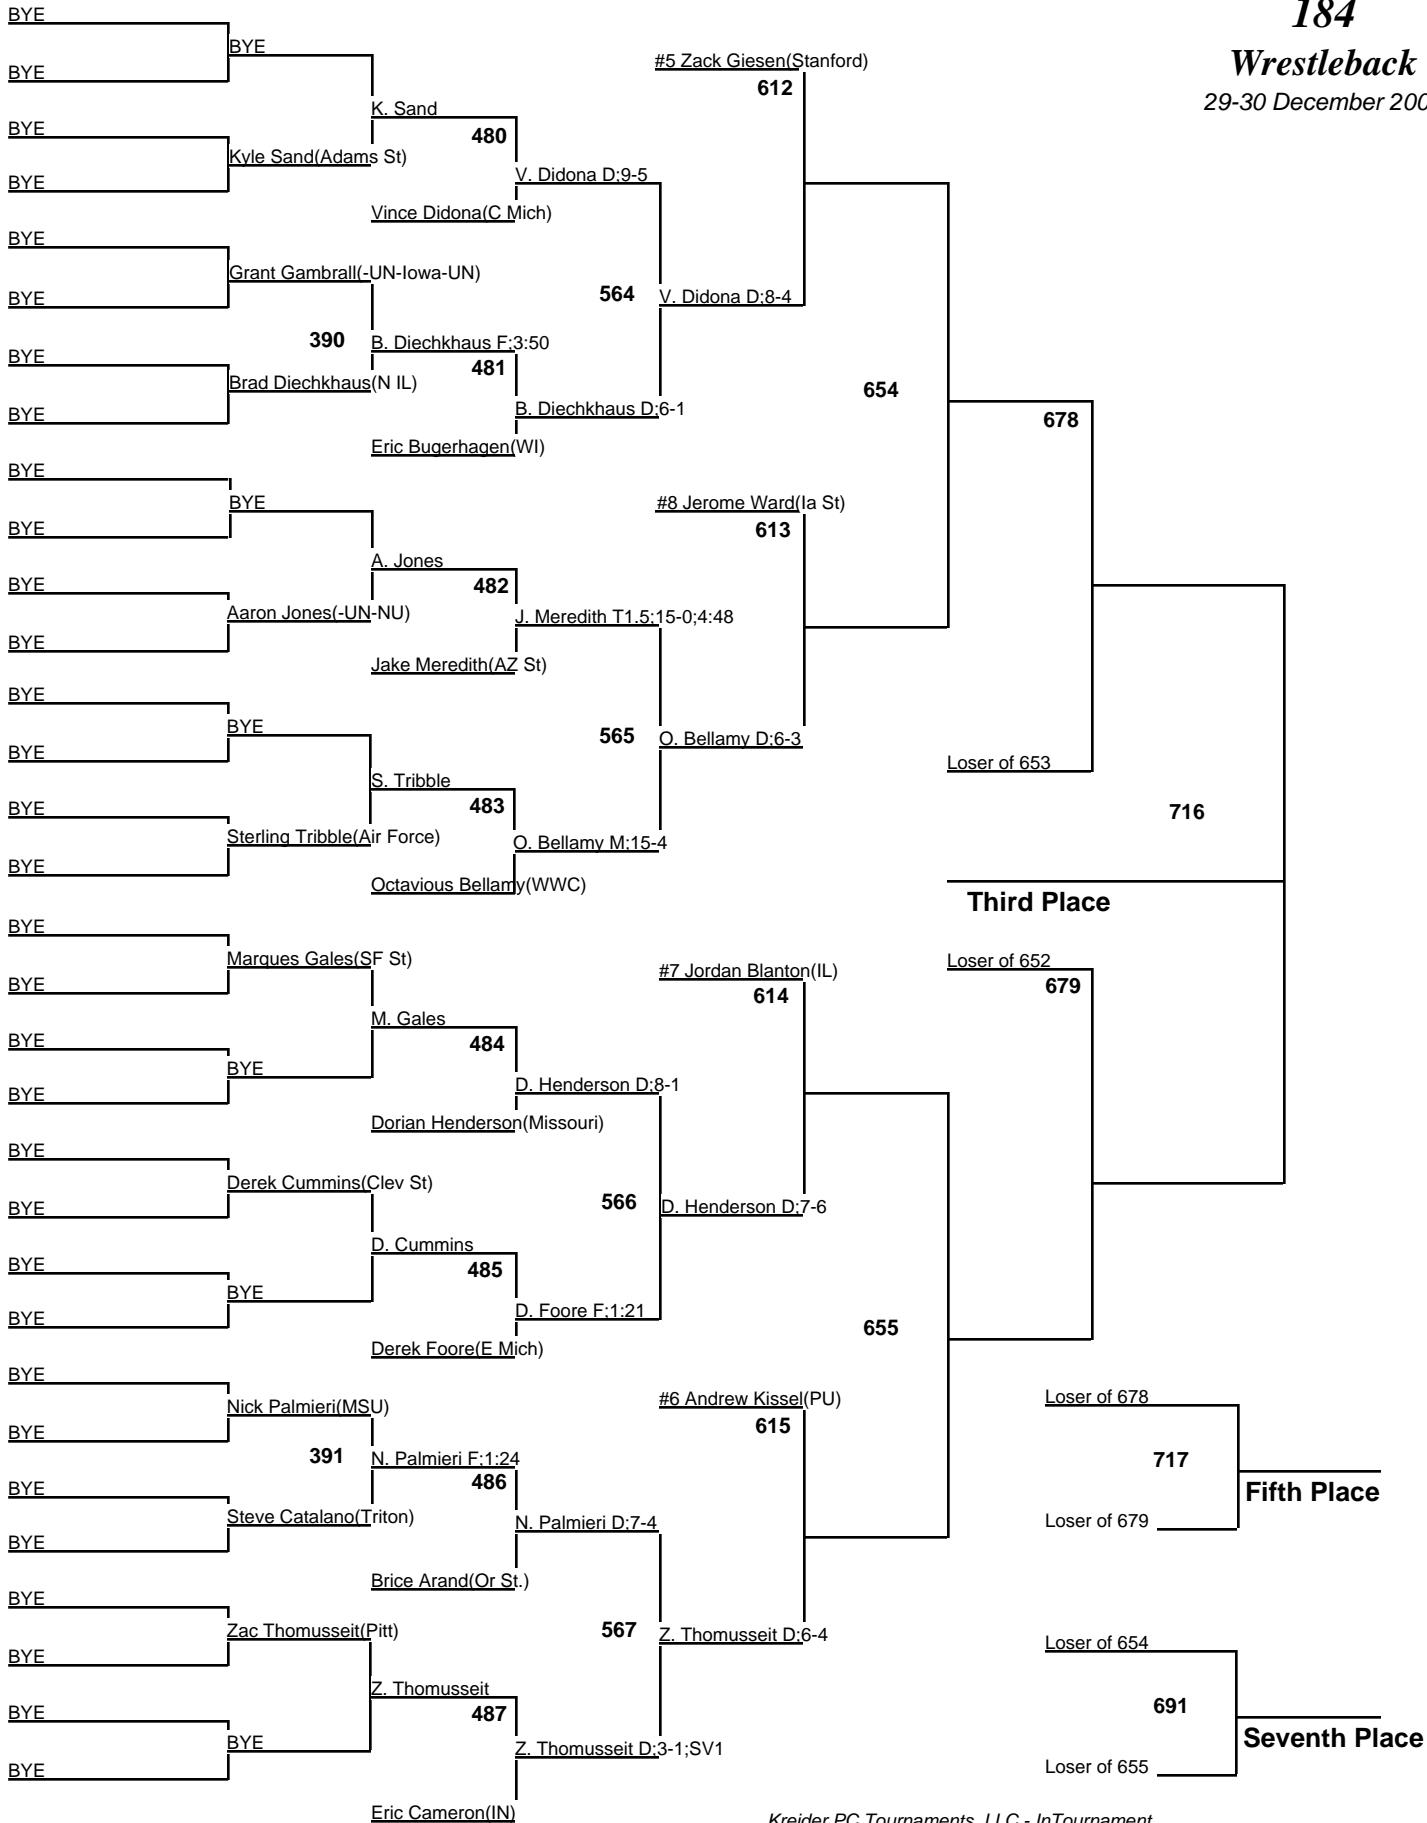 BYE
184
BYE
#5 Zack Giesen(Stanford)
Wrestleback
BYE
612
29-30 December 200
K. Sand
BYE
480
Kyle Sand(Adams St)
V. Didona D;9-5
BYE
Vince Didona(C Mich)
BYE
Grant Gambrall(-UN-Iowa-UN)
564
V. Didona D;8-4
BYE
390
B. Diechkhaus F;3:50
BYE
481
Brad Diechkhaus(N IL)
654
B. Diechkhaus D;6-1
BYE
678
Eric Bugerhagen(WI)
BYE
BYE
#8 Jerome Ward(Ia St)
BYE
613
A. Jones
BYE
482
Aaron Jones(-UN-NU)
J. Meredith T1.5;15-0;4:48
BYE
Jake Meredith(AZ St)
BYE
BYE
565
O. Bellamy D;6-3
BYE
Loser of 653
S. Tribble
BYE
483
716
Sterling Tribble(Air Force)
O. Bellamy M;15-4
BYE
Octavious Bellamy(WWC)
Third Place
BYE
Marques Gales(SF St)
Loser of 652
BYE
#7 Jordan Blanton(IL)
679
614
M. Gales
BYE
484
BYE
D. Henderson D;8-1
BYE
Dorian Henderson(Missouri)
BYE
Derek Cummins(Clev St)
566
D. Henderson D;7-6
BYE
D. Cummins
BYE
485
BYE
D. Foore F;1:21
BYE
655
Derek Foore(E Mich)
BYE
Nick Palmieri(MSU)
#6 Andrew Kissel(PU)
Loser of 678
BYE
615
391
N. Palmieri F;1:24
717
BYE
486
Fifth Place
Steve Catalano(Triton)
N. Palmieri D;7-4
Loser of 679
BYE
Brice Arand(Or St.)
BYE
Zac Thomusseit(Pitt)
567
Z. Thomusseit D;6-4
Loser of 654
BYE
Z. Thomusseit
BYE
487
691
BYE
Z. Thomusseit D;3-1;SV1
Seventh Place
BYE
Loser of 655
Eric Cameron(IN)
Kreider PC Tournaments, LLC - InTournament